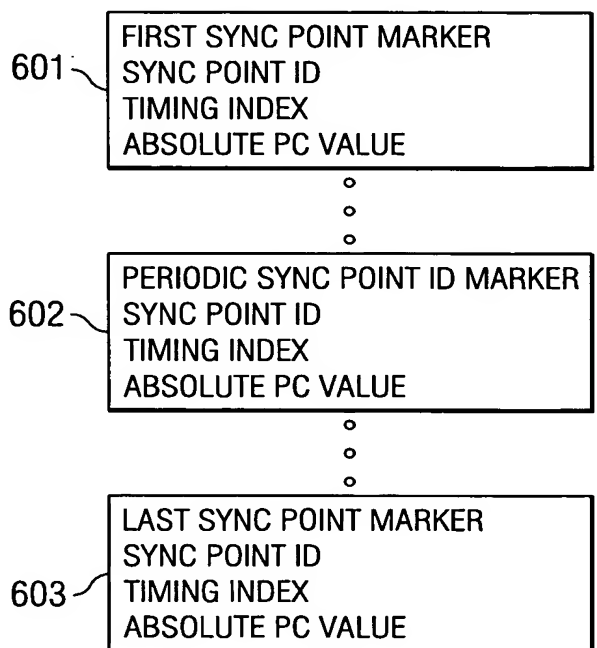 601
FIRST SYNC POINT MARKER
SYNC POINT ID
TIMING INDEX
ABSOLUTE PC VALUE
602
PERIODIC SYNC POINT ID MARKER
SYNC POINT ID
TIMING INDEX
ABSOLUTE PC VALUE
603
LAST SYNC POINT MARKER
SYNC POINT ID
TIMING INDEX
ABSOLUTE PC VALUE